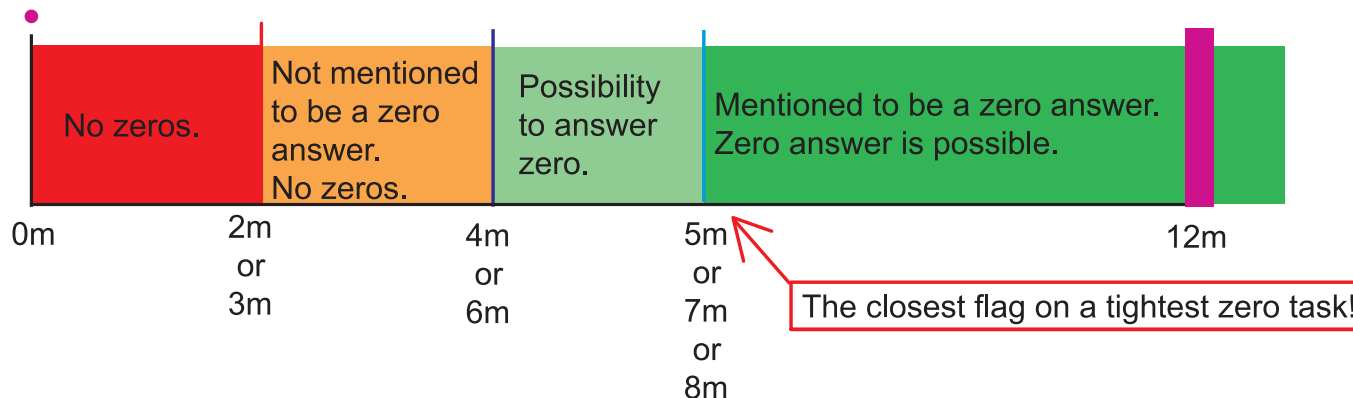 No zeros.
Not mentioned
to be a zero
answer.
No zeros.
Possibility
to answer
zero.
Mentioned to be a zero answer.
Zero answer is possible.
0m
2m
or
3m
4m
or
6m
5m
or
7m
or
8m
12m
The closest flag on a tightest zero task!